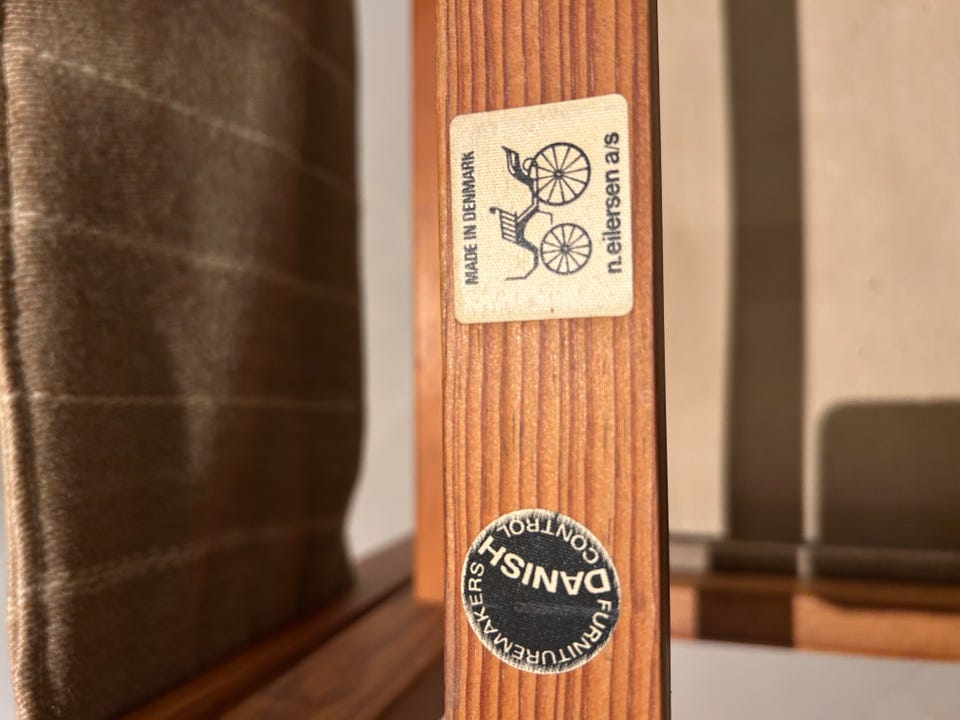 MADE IN DENMARK
n.eilersen a/s
DANISH
FURNITUREMAKERS
CONTROL